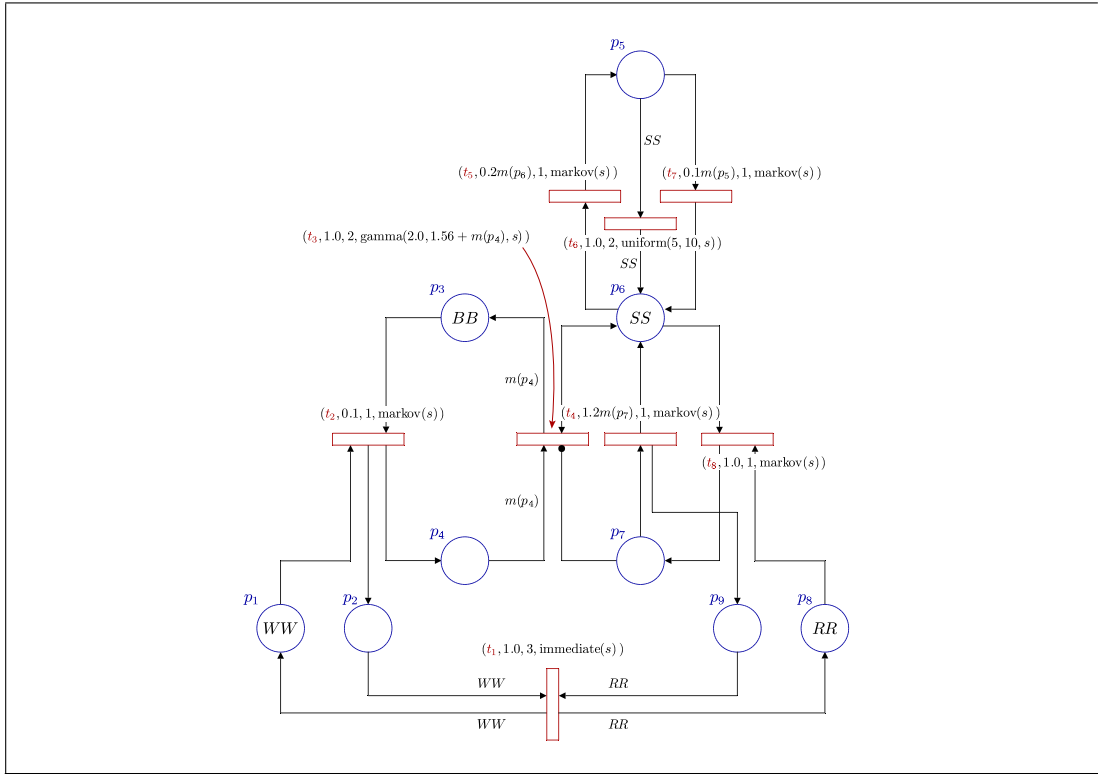 p₅
SS
(t₅, 0.2m(p₆), 1, markov(s))
(t₇, 0.1m(p₅), 1, markov(s))
(t₃, 1.0, 2, gamma(2.0, 1.56 + m(p₄), s))
(t₆, 1.0, 2, uniform(5, 10, s))
SS
p₃
p₆
BB
SS
m(p₄)
(t₂, 0.1, 1, markov(s))
(t₄, 1.2m(p₇), 1, markov(s))
(t₈, 1.0, 1, markov(s))
m(p₄)
p₄
p₇
p₁
p₂
p₉
p₈
WW
RR
(t₁, 1.0, 3, immediate(s))
WW
RR
WW
RR